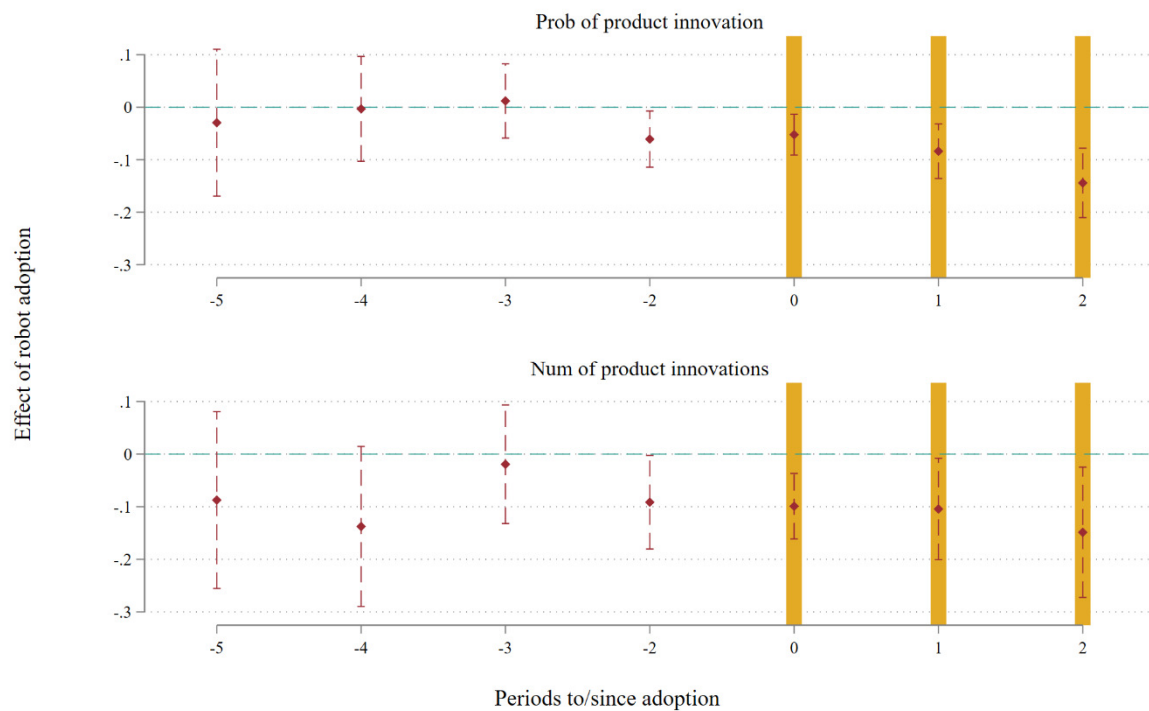 Prob of product innovation
.1
0
-.1
-.2
-.3
-5 -4 -3 -2 0 1 2
Effect of robot adoption
Num of product innovations
.1
0
-.1
-.2
-.3
-5 -4 -3 -2 0 1 2
Periods to/since adoption